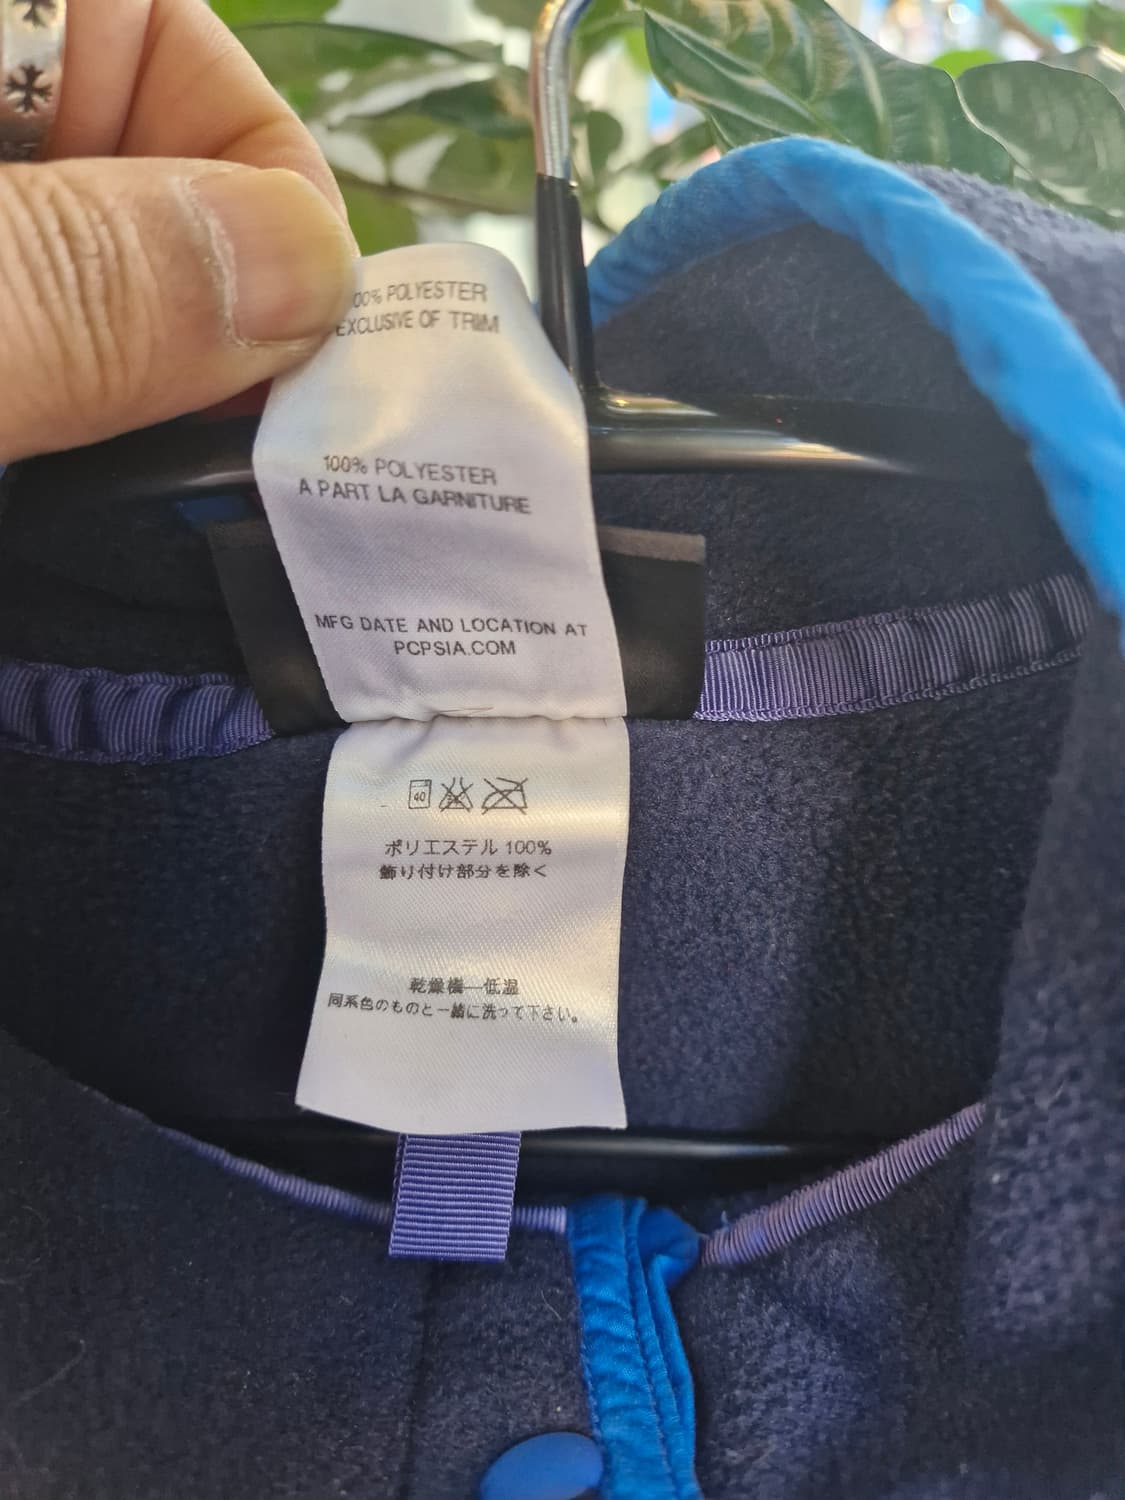 00% POLYESTER
EXCLUSIVE OF TRIM
100% POLYESTER
A PART LA GARNITURE
MFG DATE AND LOCATION AT
PCPSIA.COM
40
ポリエステル 100%
飾り付け部分を除く
乾燥機―低温
同系色のものと一緒に洗って下さい。